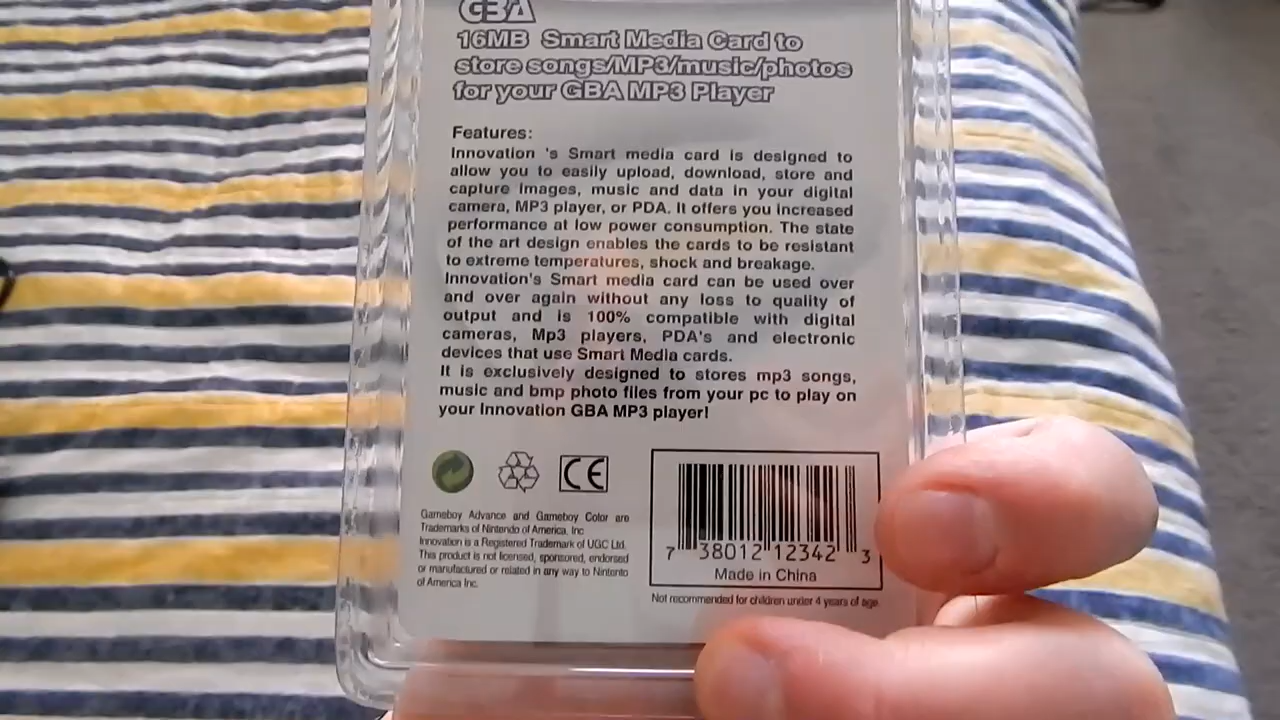 GBA
16MB Smart Media Card to
store songs/MP3/music/photos
for your GBA MP3 Player
Features:
Innovation 's Smart media card is designed to
allow you to easily upload, download, store and
capture images, music and data in your digital
camera, MP3 player, or PDA. It offers you increased
performance at low power consumption. The state
of the art design enables the cards to be resistant
to extreme temperatures, shock and breakage.
Innovation's Smart media card can be used over
and over again without any loss to quality of
output and is 100% compatible with digital
cameras, Mp3 players, PDA's and electronic
devices that use Smart Media cards.
It is exclusively designed to stores mp3 songs,
music and bmp photo files from your pc to play on
your Innovation GBA MP3 player!
CE
Gameboy Advance and Gameboy Color are
Trademarks of Nintendo of America, Inc
Innovation is a Registered Trademark of UGC Ltd.
This product is not licensed, sponsored, endorsed
or manufactured or related in any way to Nintento
of America Inc.
7 38012 12342 3
Made in China
Not recommended for children under 4 years of age.